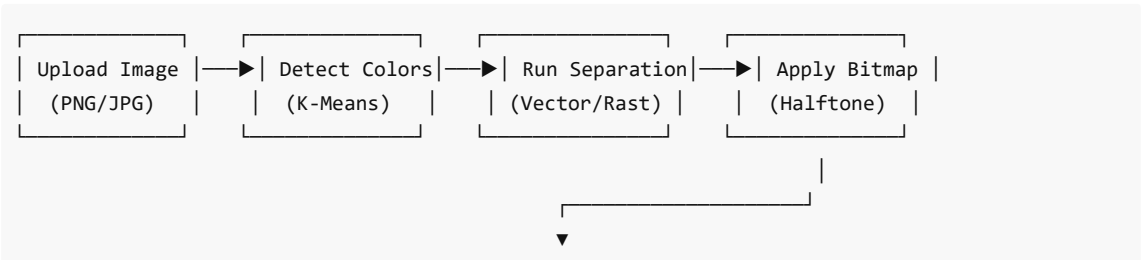 Upload Image Detect Colors Run Separation Apply Bitmap
(PNG/JPG) (K-Means) (Vector/Rast) (Halftone)